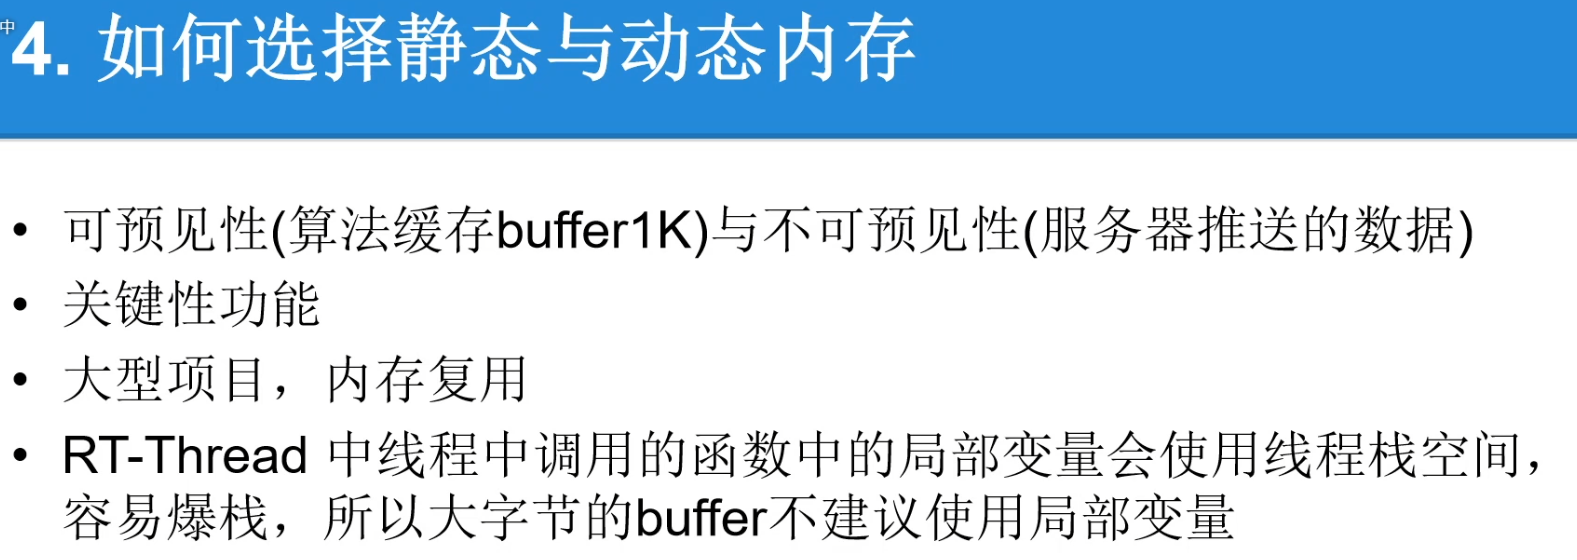 中
4. 如何选择静态与动态内存
• 可预见性(算法缓存buffer1K)与不可预见性(服务器推送的数据)
• 关键性功能
• 大型项目，内存复用
• RT-Thread 中线程中调用的函数中的局部变量会使用线程栈空间，
容易爆栈，所以大字节的buffer不建议使用局部变量